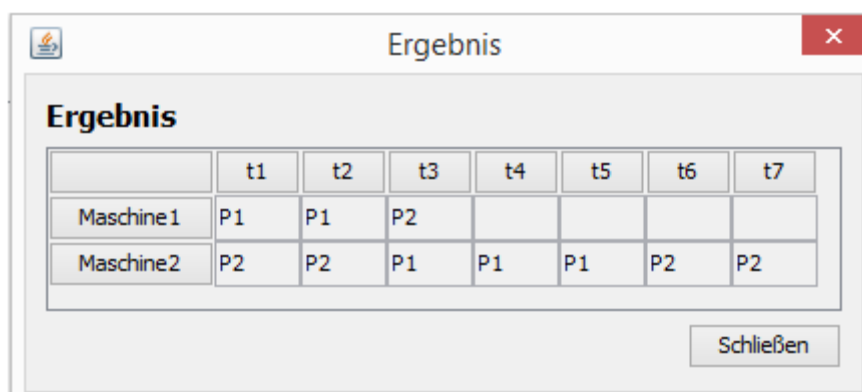 Ergebnis
Ergebnis
t1 t2 t3 t4 t5 t6 t7
Maschine1 P1 P1 P2
Maschine2 P2 P2 P1 P1 P1 P2 P2
Schließen